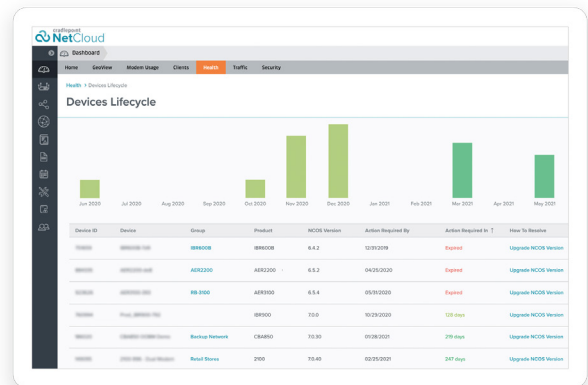 cradlepoint
NetCloud
Dashboard
Home GeoView Modem Usage Clients Health Traffic Security
Health Devices Lifecycle
Devices Lifecycle
Jun 2020 Jul 2020 Aug 2020 Sep 2020 Oct 2020 Nov 2020 Dec 2020 Jan 2021 Feb 2021 Mar 2021 Apr 2021 May 2021
Device ID Device Group Product NCOS Version Action Required By Action Required In ↑ How To Resolve
IBR600B IBR600B 6.4.2 12/31/2019 Expired Upgrade NCOS Version
AER2200 AER2200 6.5.2 04/25/2020 Expired Upgrade NCOS Version
RB-3100 AER3100 6.5.4 05/31/2020 Expired Upgrade NCOS Version
IBR900 7.0.0 10/29/2020 128 days Upgrade NCOS Version
Backup Network CBA850 7.0.30 01/28/2021 219 days Upgrade NCOS Version
Retail Stores 2100 7.0.40 02/25/2021 247 days Upgrade NCOS Version